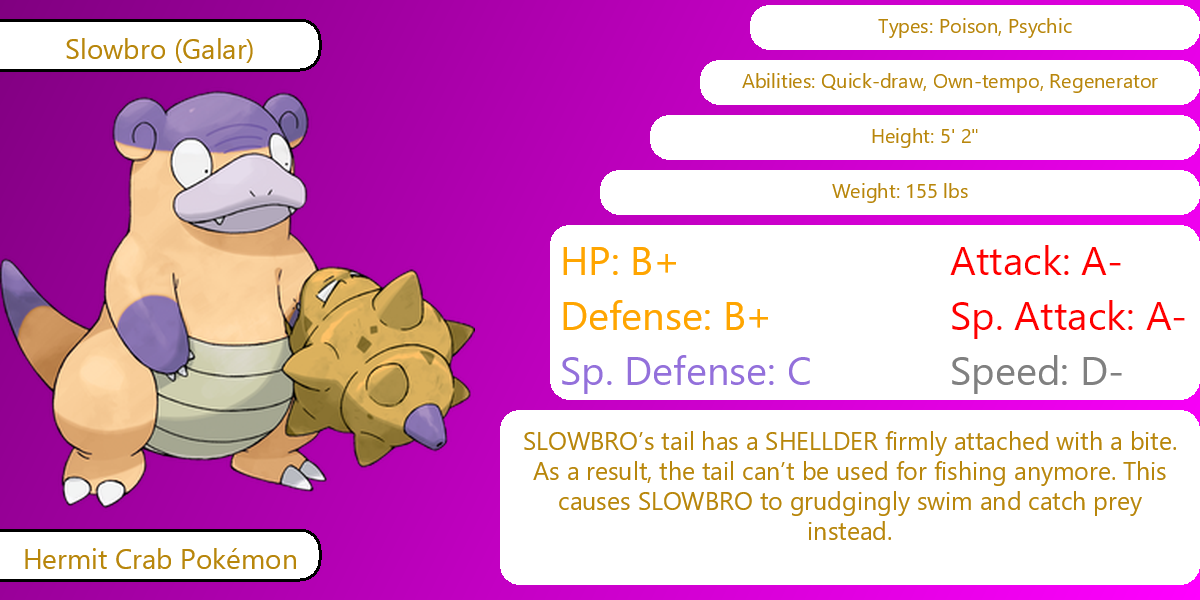 Slowbro (Galar)
Types: Poison, Psychic
Abilities: Quick-draw, Own-tempo, Regenerator
Height: 5' 2"
Weight: 155 lbs
HP: B+
Attack: A-
Defense: B+
Sp. Attack: A-
Sp. Defense: C
Speed: D-
SLOWBRO’s tail has a SHELLDER firmly attached with a bite.
As a result, the tail can’t be used for fishing anymore. This
causes SLOWBRO to grudgingly swim and catch prey
instead.
Hermit Crab Pokémon